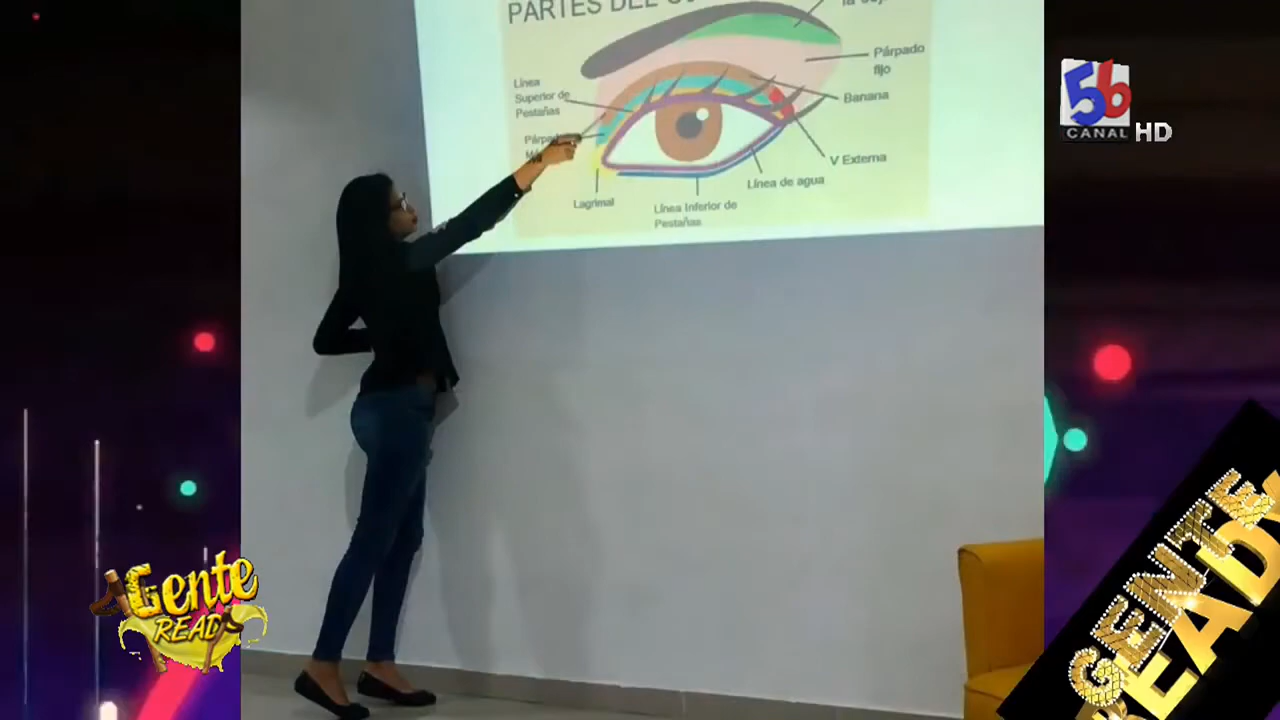 PARTES DEL
la
Párpado
fijo
Banana
Línea
Superior de
Pestañas
V Externa
Línea de agua
Lagrimal
Línea Inferior de
Pestañas
56
CANAL HD
Gente
READY
GENTE
READY